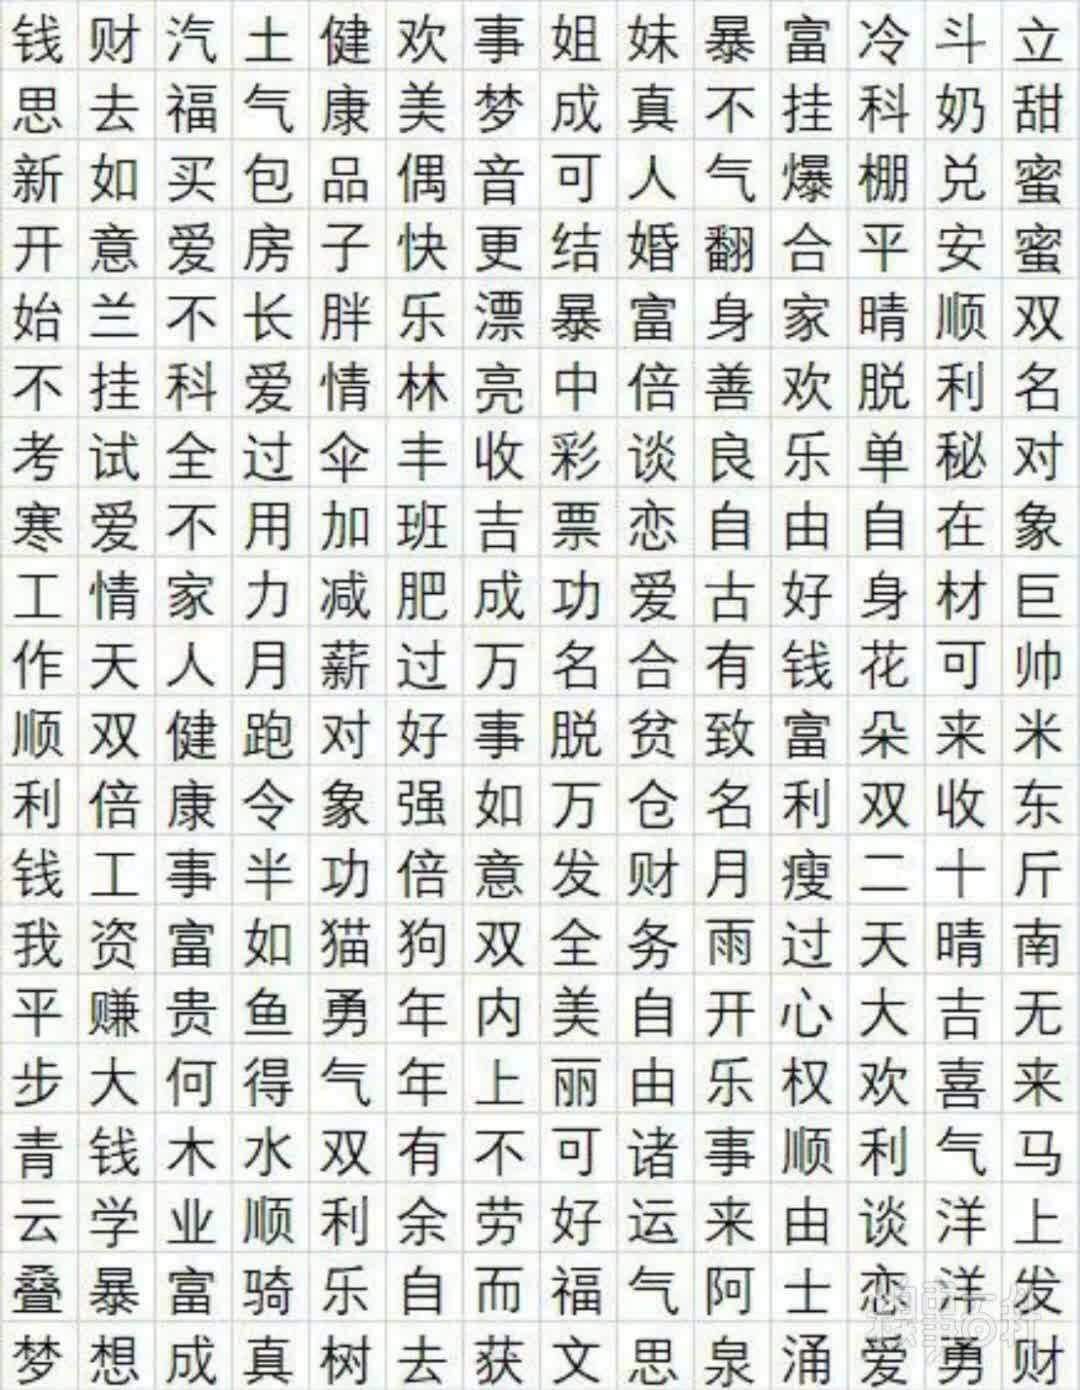 钱财汽土健欢事姐妹暴富冷斗立
思去福气康美梦成真不挂科奶甜
新如买包品偶音可人气爆棚兑蜜
开意爱房子快更结婚翻合平安蜜
始兰不长胖乐漂暴富身家晴顺双
不挂科爱情林亮中倍善欢脱利名
考试全过伞丰收彩谈良乐单秘对
寒爱不用加班吉票恋自由自在象
工情家力减肥成功爱古好身材巨
作天人月薪过万名合有钱花可帅
顺双健跑对好事脱贫致富朵来米
利倍康令象强如万仓名利双收东
钱工事半功倍意发财月瘦二十斤
我资富如猫狗双全务雨过天晴南
平赚贵鱼勇年内美自开心大吉无
步大何得气年上丽由乐权欢喜来
青钱木水双有不可诸事顺利气马
云学业顺利余劳好运来由谈洋上
叠暴富骑乐自而福气阿士恋洋发
梦想成真树去获文思泉涌爱勇财